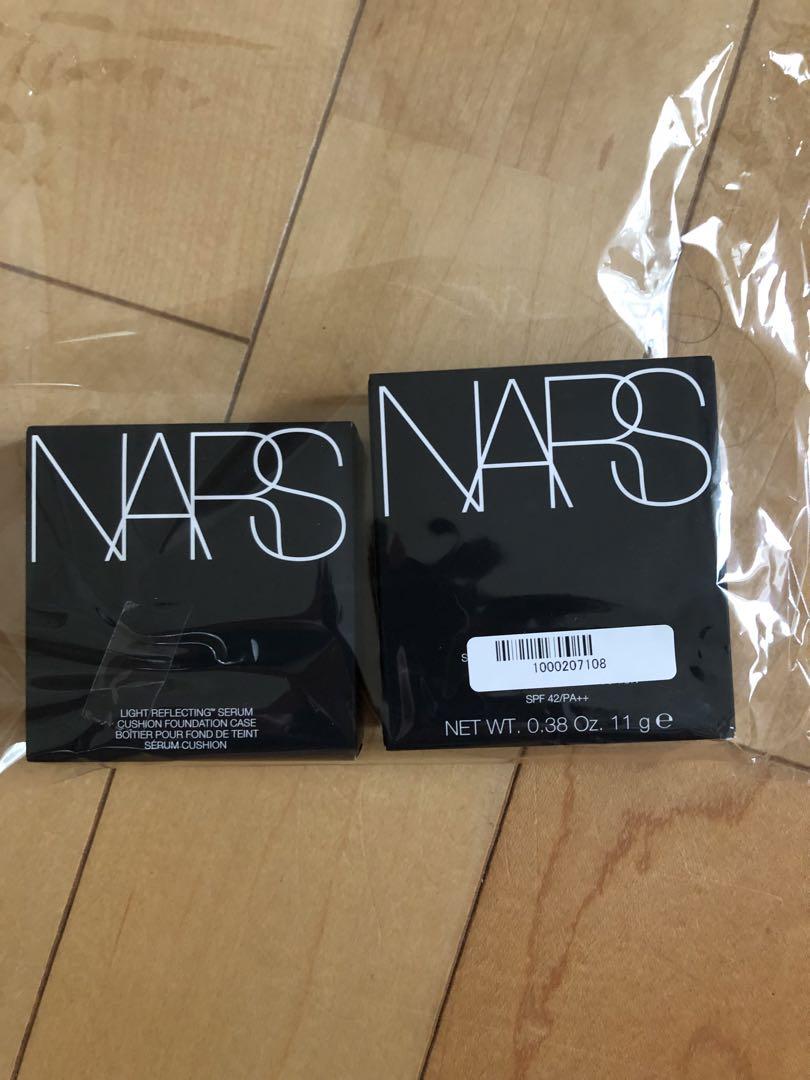 NARS
LIGHT REFLECTING™ SERUM
CUSHION FOUNDATION CASE
BOÎTIER POUR FOND DE TEINT
SÉRUM CUSHION
NARS
1000207108
SPF 42/PA++
NET WT. 0.38 Oz. 11 g ℮